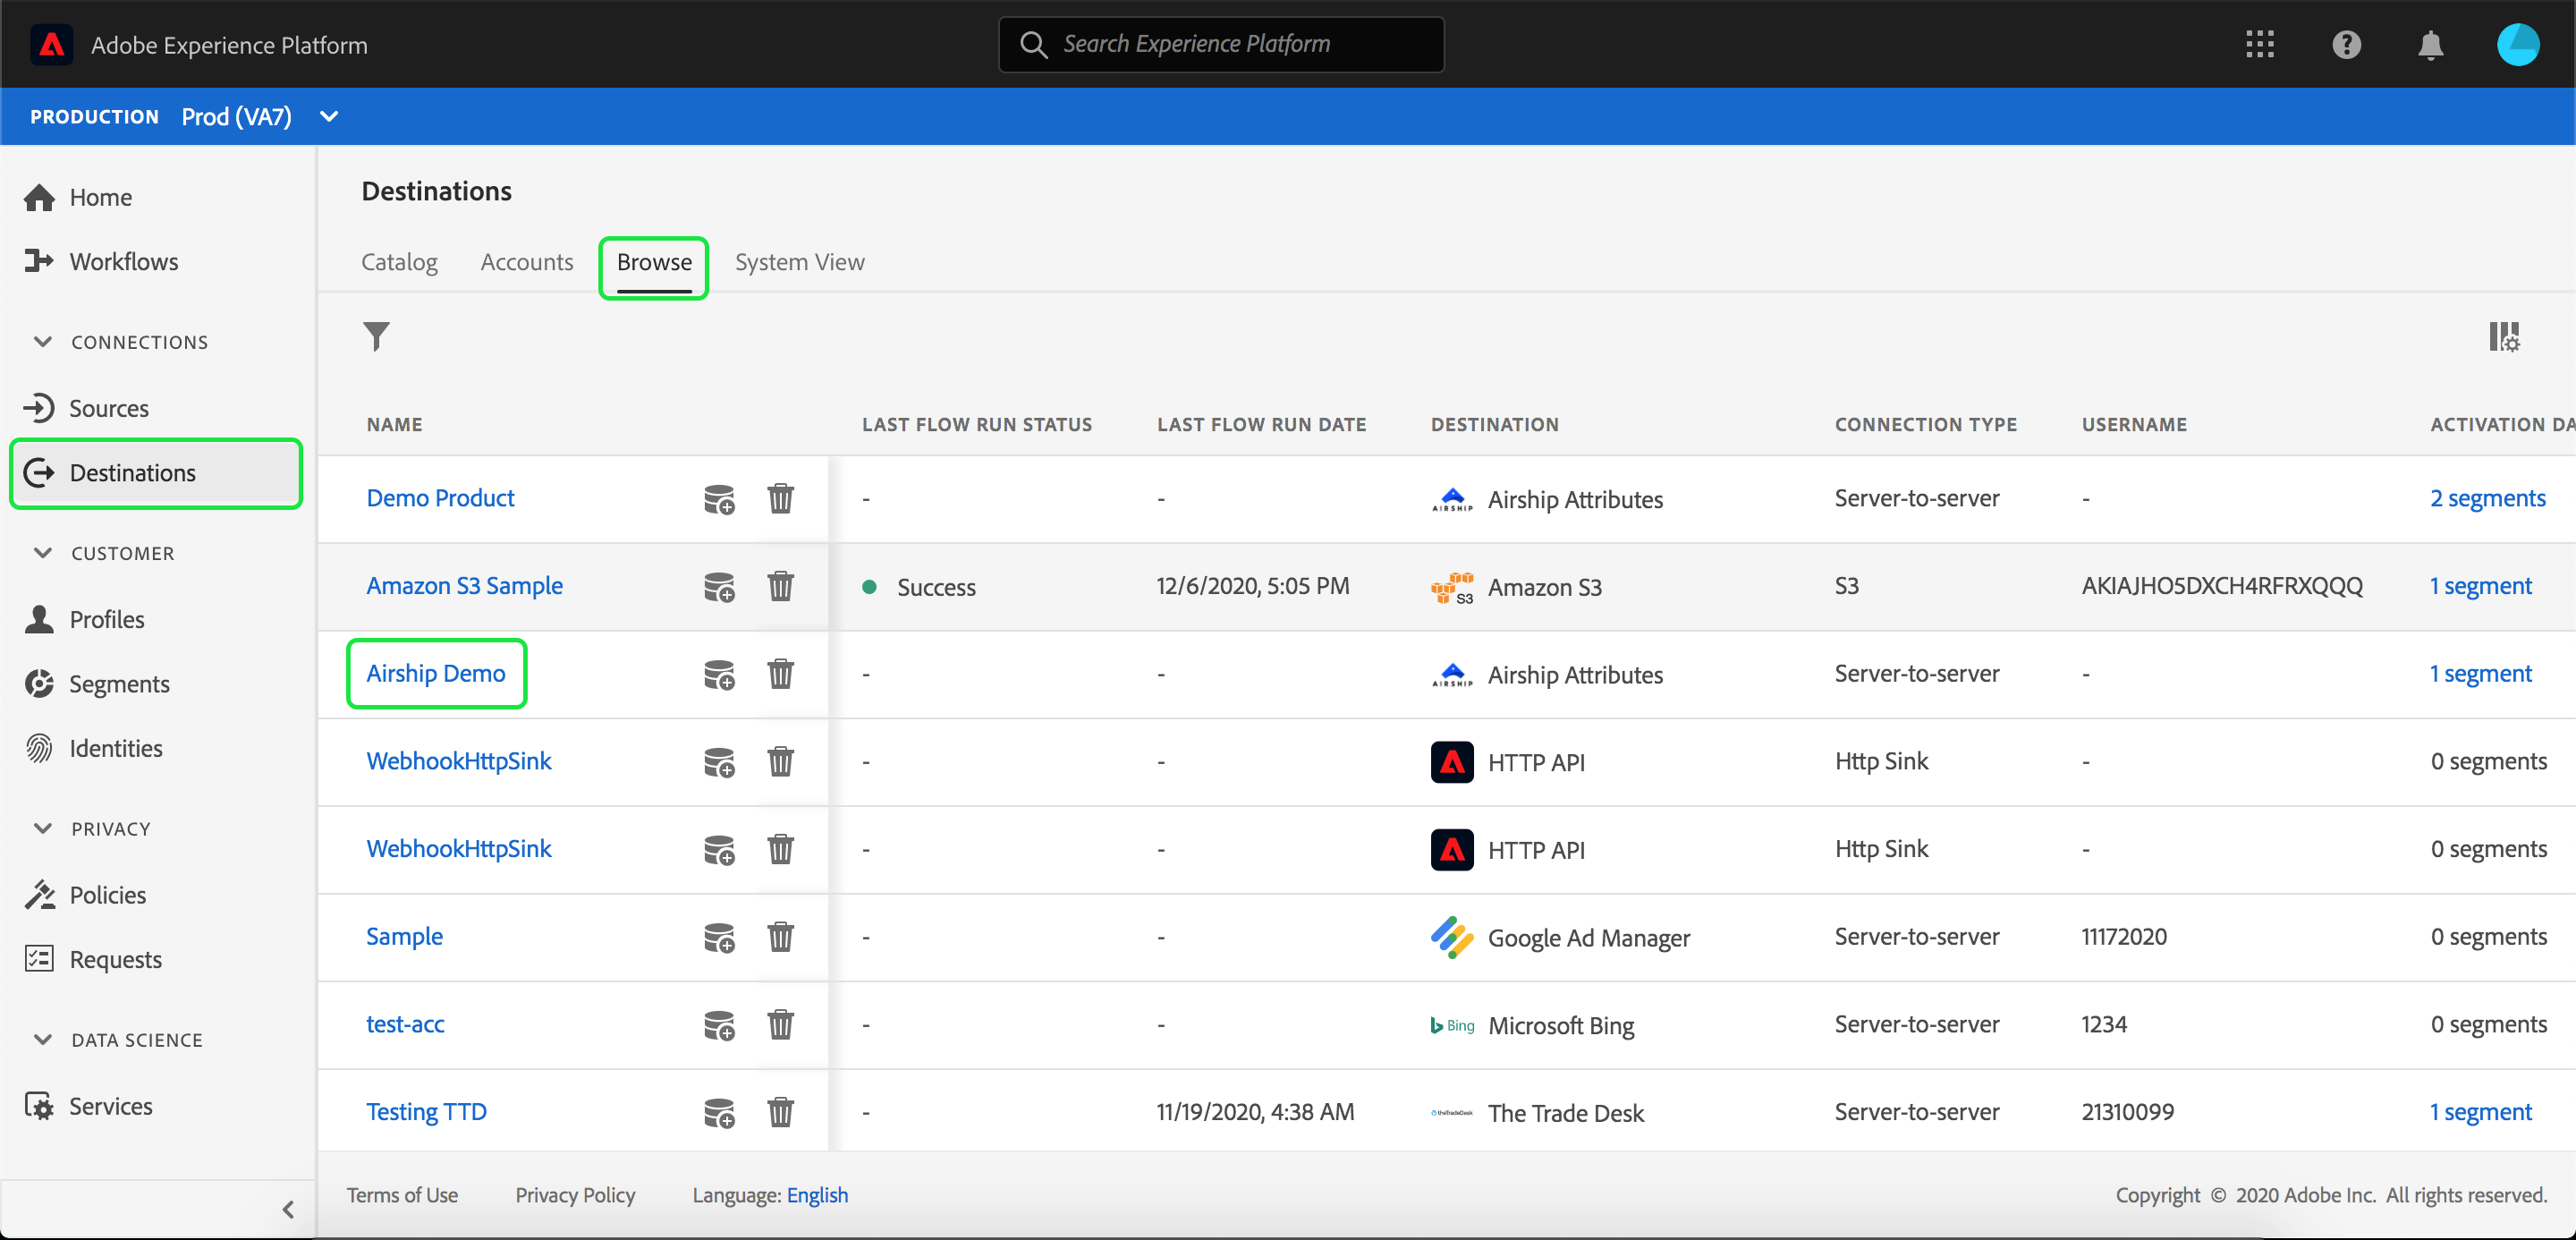 Adobe Experience Platform
Search Experience Platform
PRODUCTION Prod (VA7)
Home
Workflows
CONNECTIONS
Sources
Destinations
CUSTOMER
Profiles
Segments
Identities
PRIVACY
Policies
Requests
DATA SCIENCE
Services
Destinations
Catalog Accounts Browse System View
NAME LAST FLOW RUN STATUS LAST FLOW RUN DATE DESTINATION CONNECTION TYPE USERNAME ACTIVATION DA
Demo Product - - AIRSHIP Airship Attributes Server-to-server - 2 segments
Amazon S3 Sample Success 12/6/2020, 5:05 PM S3 Amazon S3 S3 AKIAJHO5DXCH4RFRXQQQ 1 segment
Airship Demo - - AIRSHIP Airship Attributes Server-to-server - 1 segment
WebhookHttpSink - - HTTP API Http Sink - 0 segments
WebhookHttpSink - - HTTP API Http Sink - 0 segments
Sample - - Google Ad Manager Server-to-server 11172020 0 segments
test-acc - - Bing Microsoft Bing Server-to-server 1234 0 segments
Testing TTD - 11/19/2020, 4:38 AM theTradeDesk The Trade Desk Server-to-server 21310099 1 segment
Terms of Use Privacy Policy Language: English Copyright © 2020 Adobe Inc. All rights reserved.